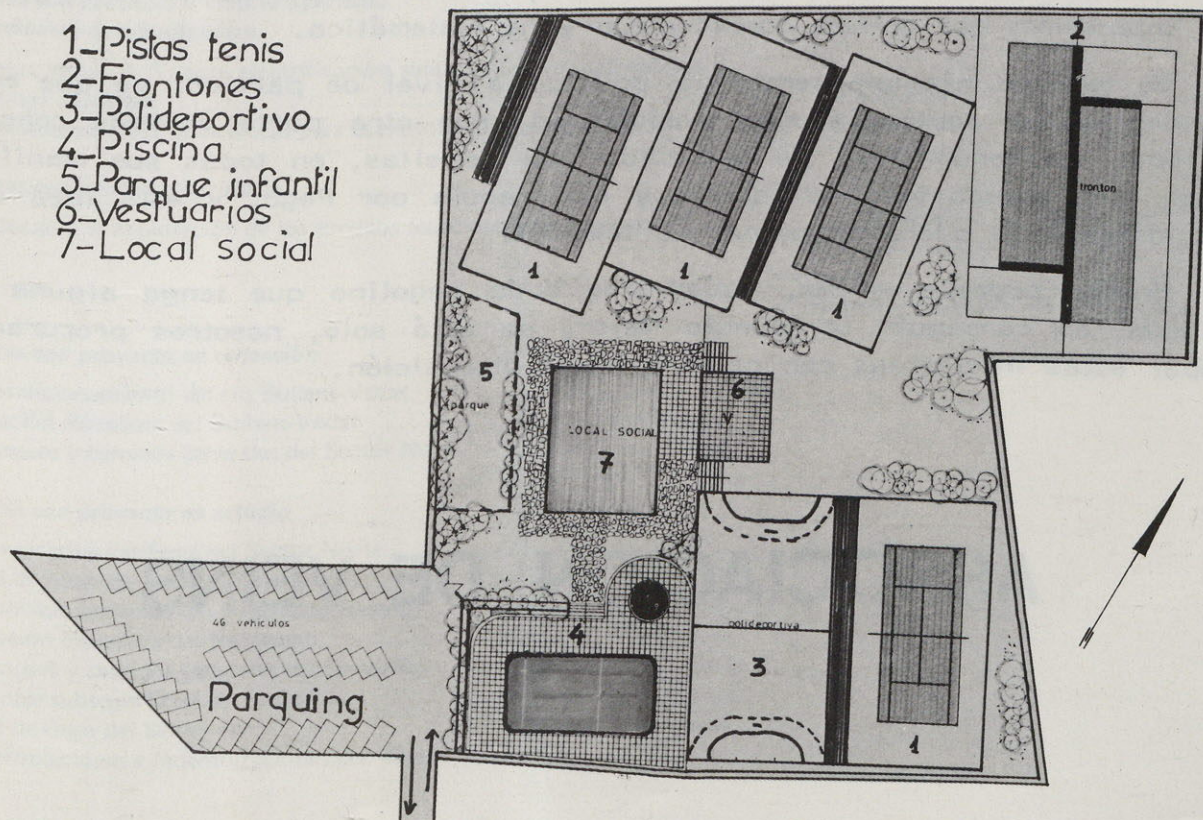 1-Pistas tenis
2-Frontones
3-Polideportivo
4-Piscina
5-Parque infantil
6-Vestuarios
7-Local social
2
fronton
1
1
1
5
parque
6
v
LOCAL SOCIAL
7
46 vehiculos
Parquing
4
polideportiva
3
1